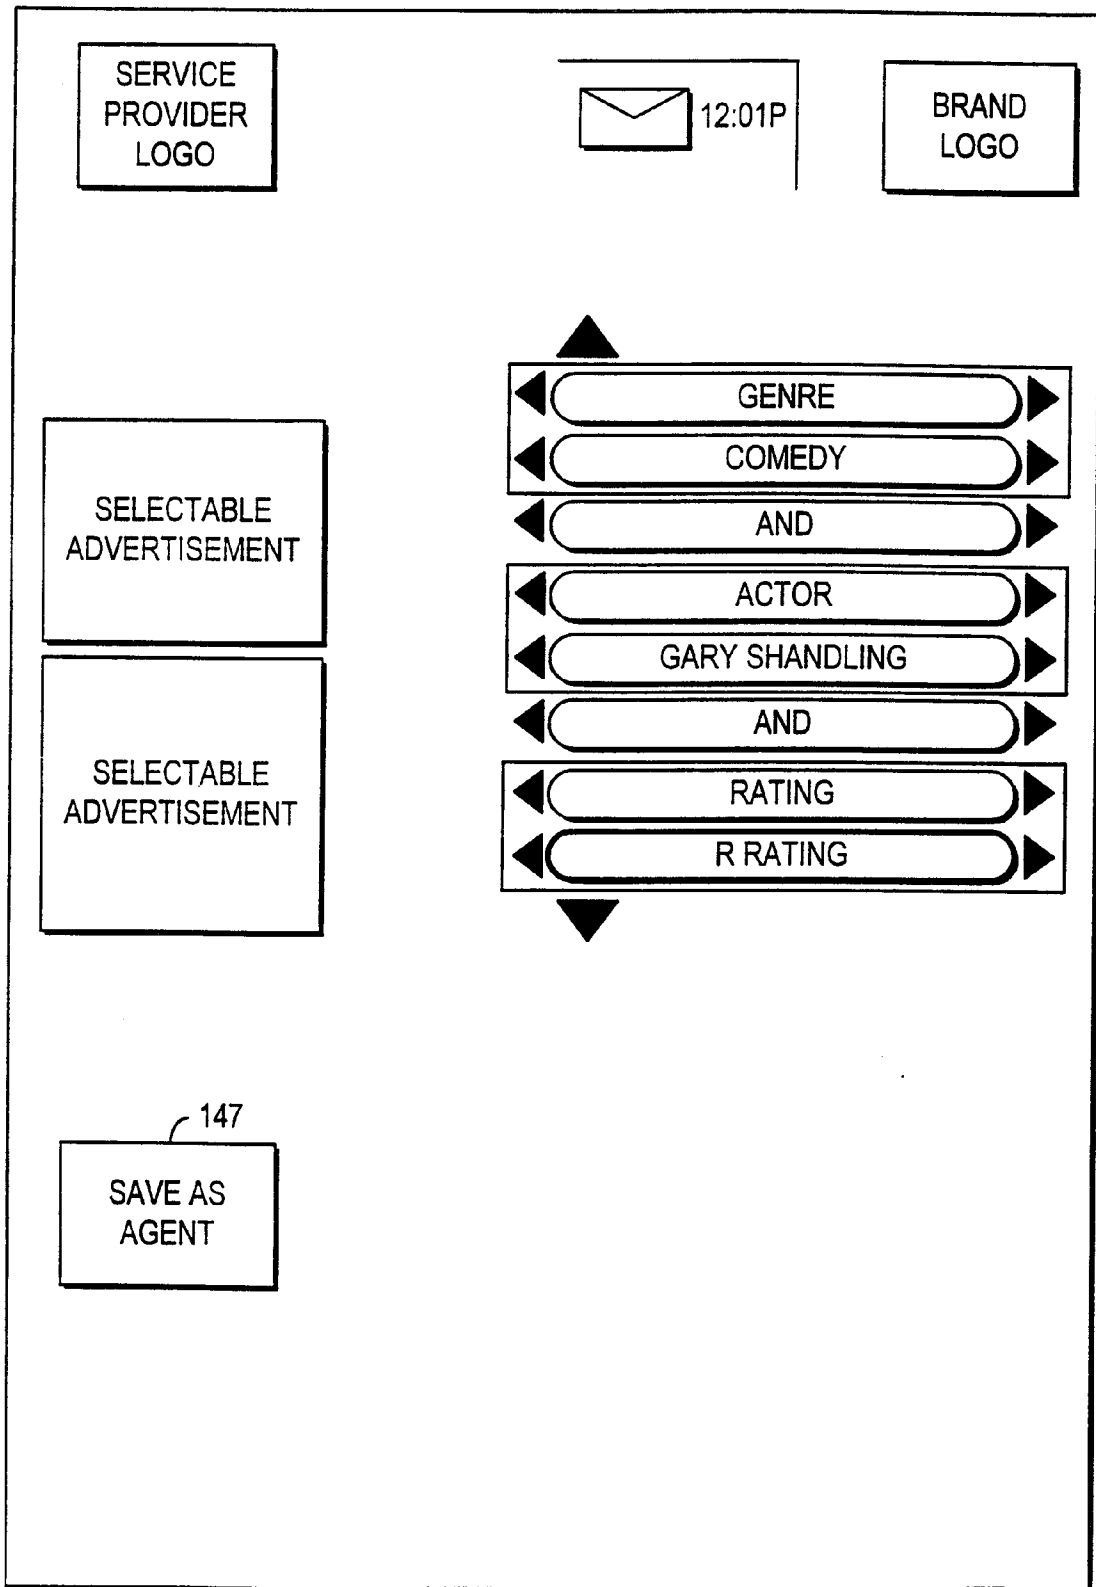 SERVICE
PROVIDER
LOGO
12:01P
BRAND
LOGO
GENRE
COMEDY
AND
ACTOR
GARY SHANDLING
AND
RATING
R RATING
SELECTABLE
ADVERTISEMENT
SELECTABLE
ADVERTISEMENT
147
SAVE AS
AGENT